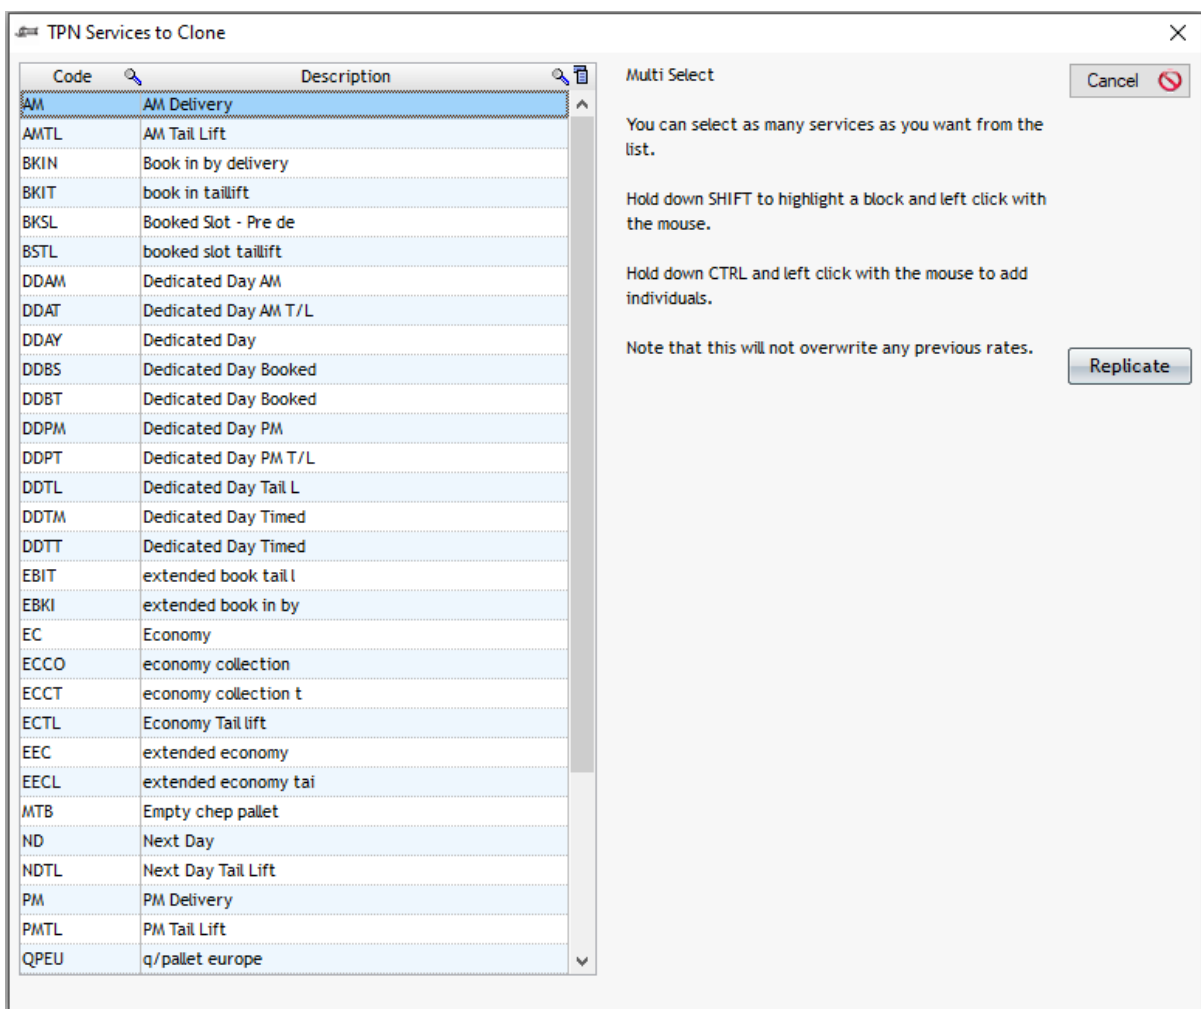 TPN Services to Clone
Code Description
AM AM Delivery
AMTL AM Tail Lift
BKIN Book in by delivery
BKIT book in taillift
BKSL Booked Slot - Pre de
BSTL booked slot taillift
DDAM Dedicated Day AM
DDAT Dedicated Day AM T/L
DDAY Dedicated Day
DDBS Dedicated Day Booked
DDBT Dedicated Day Booked
DDPM Dedicated Day PM
DDPT Dedicated Day PM T/L
DDTL Dedicated Day Tail L
DDTM Dedicated Day Timed
DDTT Dedicated Day Timed
EBIT extended book tail l
EBKI extended book in by
EC Economy
ECCO economy collection
ECCT economy collection t
ECTL Economy Tail lift
EEC extended economy
EECL extended economy tai
MTB Empty chep pallet
ND Next Day
NDTL Next Day Tail Lift
PM PM Delivery
PMTL PM Tail Lift
QPEU q/pallet europe
Multi Select
You can select as many services as you want from the
list.
Hold down SHIFT to highlight a block and left click with
the mouse.
Hold down CTRL and left click with the mouse to add
individuals.
Note that this will not overwrite any previous rates.
Cancel
Replicate